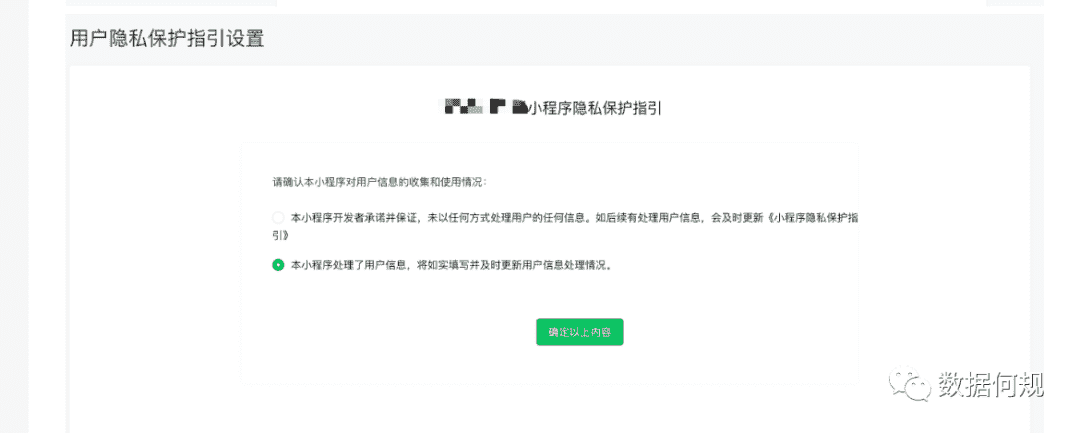 用户隐私保护指引设置
小程序隐私保护指引
请确认本小程序对用户信息的收集和使用情况：
本小程序开发者承诺并保证，未以任何方式处理用户的任何信息。如后续有处理用户信息，会及时更新《小程序隐私保护指
引》
本小程序处理了用户信息，将如实填写并及时更新用户信息处理情况。
确定以上内容
数据何规